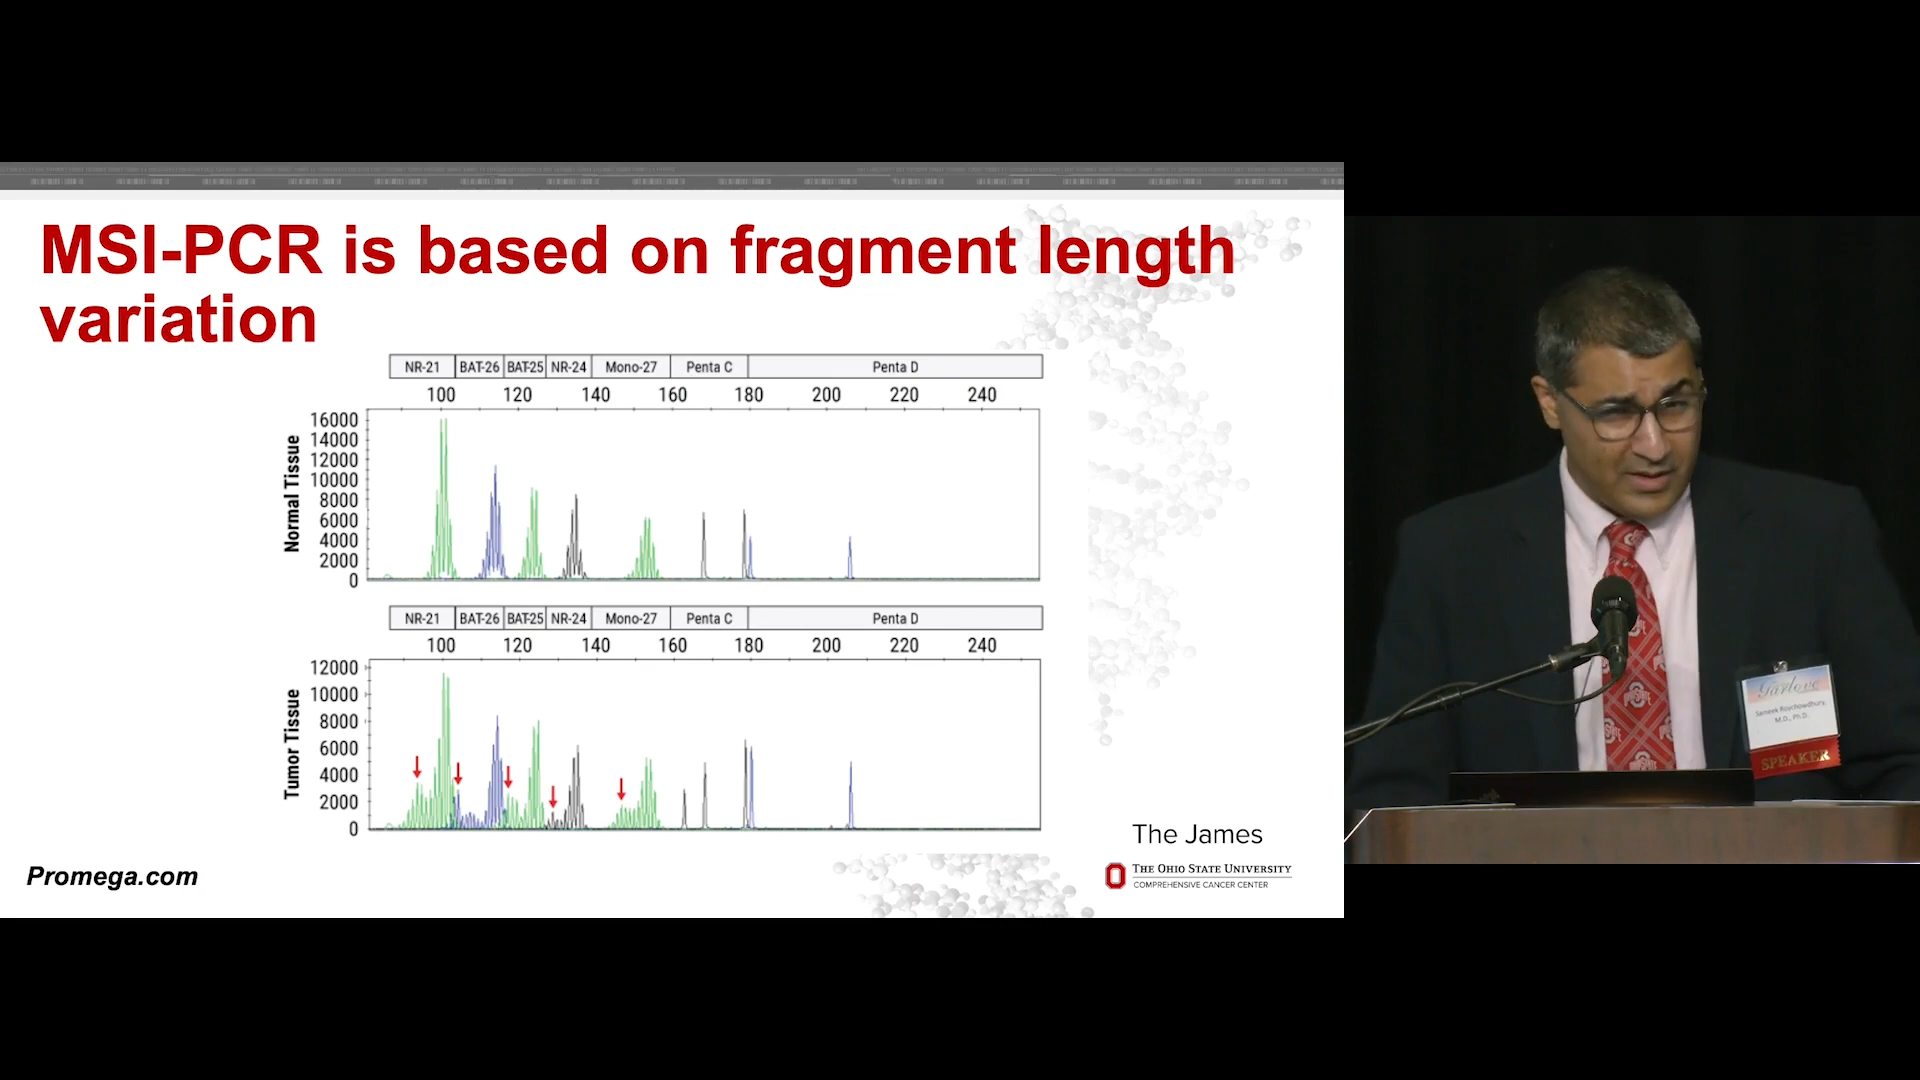 MSI-PCR is based on fragment length
variation
NR-21 BAT-26 BAT-25 NR-24 Mono-27 Penta C Penta D
100 120 140 160 180 200 220 240
Normal Tissue
16000
14000
12000
10000
8000
6000
4000
2000
0
NR-21 BAT-26 BAT-25 NR-24 Mono-27 Penta C Penta D
100 120 140 160 180 200 220 240
Tumor Tissue
12000
10000
8000
6000
4000
2000
0
Promega.com
The James
THE OHIO STATE UNIVERSITY
COMPREHENSIVE CANCER CENTER
Garlove
Sameek Roychowdhury,
M.D., Ph.D.
SPEAKER